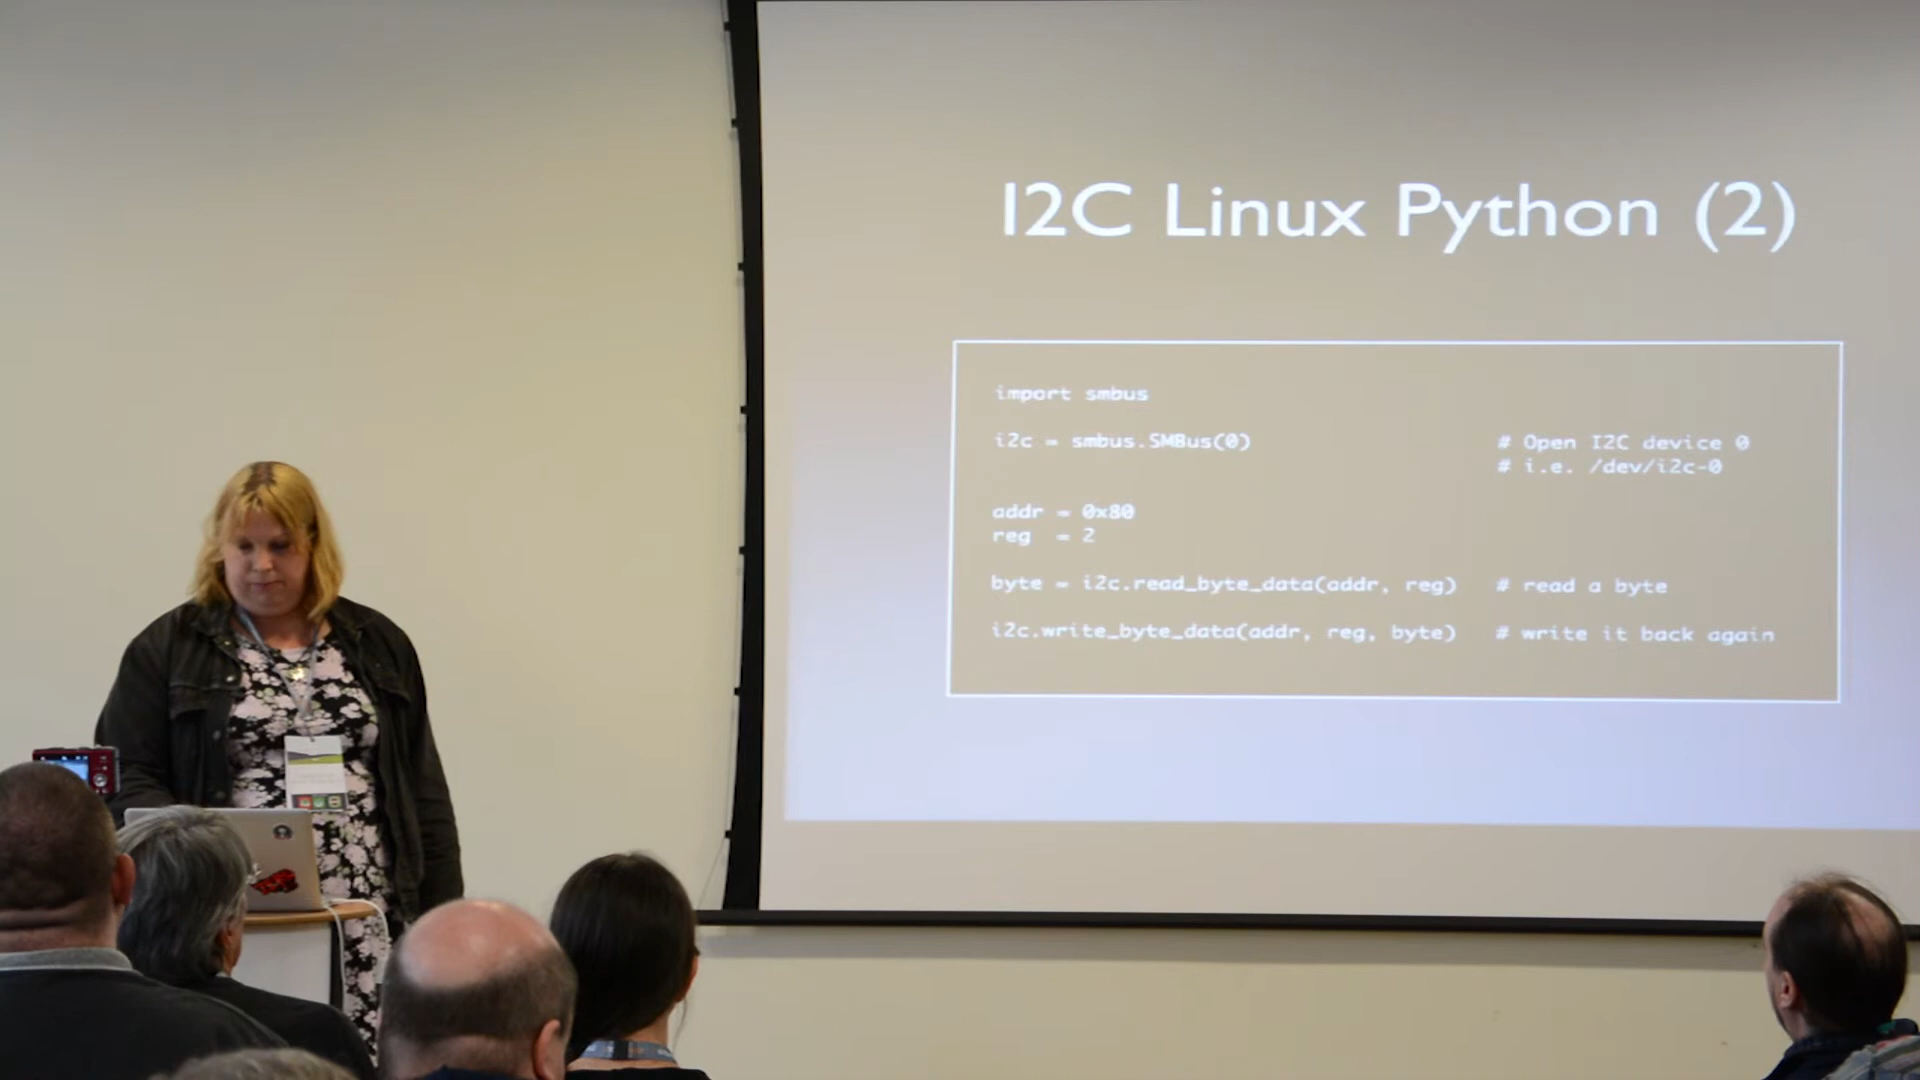 I2C Linux Python (2)
import smbus
i2c = smbus.SMBus(0) # Open I2C device 0
# i.e. /dev/i2c-0
addr = 0x80
reg = 2
byte = i2c.read_byte_data(addr, reg) # read a byte
i2c.write_byte_data(addr, reg, byte) # write it back again